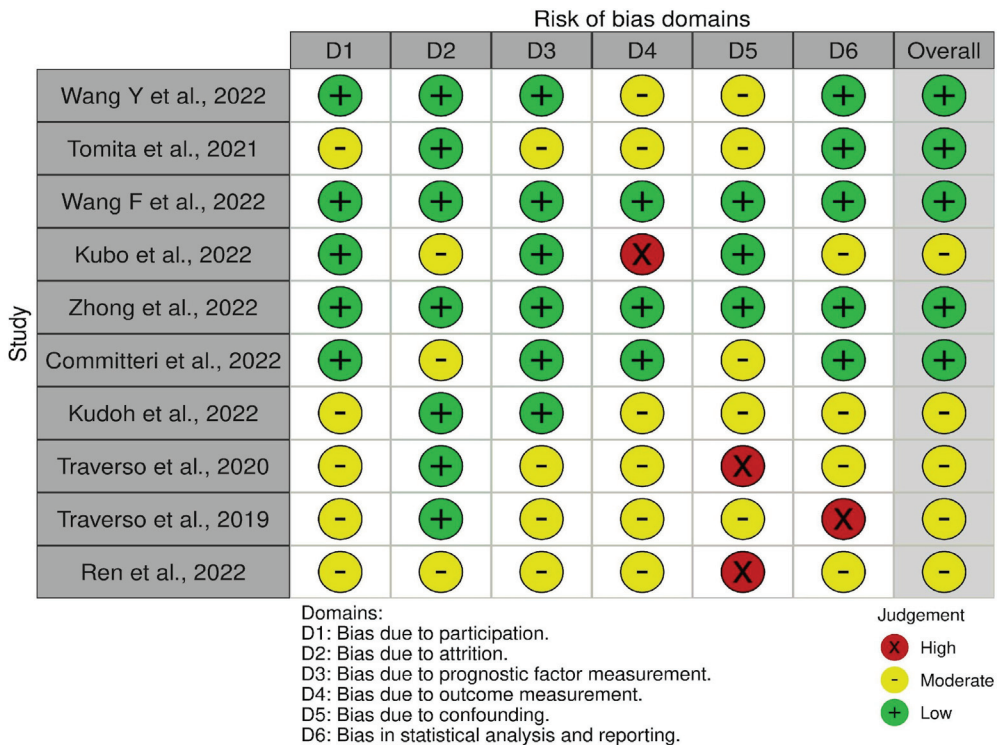 Risk of bias domains
D1 D2 D3 D4 D5 D6 Overall
Study
Wang Y et al., 2022 + + + - - + +
Tomita et al., 2021 - + - - - + +
Wang F et al., 2022 + + + + + + +
Kubo et al., 2022 + - + X + - -
Zhong et al., 2022 + + + + + + +
Committeri et al., 2022 + - + + - + +
Kudoh et al., 2022 - + + - - - -
Traverso et al., 2020 - + - - X - -
Traverso et al., 2019 - + - - - X -
Ren et al., 2022 - - - - X - -
Domains:
D1: Bias due to participation.
D2: Bias due to attrition.
D3: Bias due to prognostic factor measurement.
D4: Bias due to outcome measurement.
D5: Bias due to confounding.
D6: Bias in statistical analysis and reporting.
Judgement
X High
- Moderate
+ Low